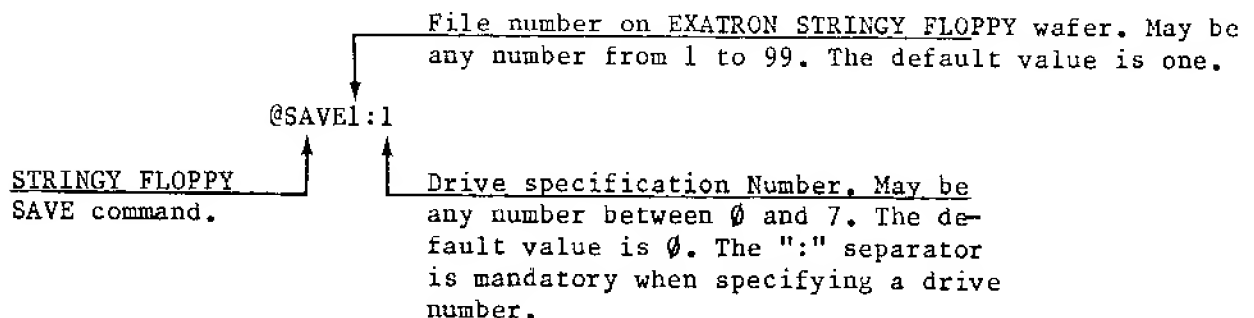 File number on EXATRON STRINGY FLOPPY wafer. May be
any number from 1 to 99. The default value is one.
@SAVE1:1
STRINGY FLOPPY
SAVE command.
Drive specification Number. May be
any number between Ø and 7. The de-
fault value is Ø. The ":" separator
is mandatory when specifying a drive
number.